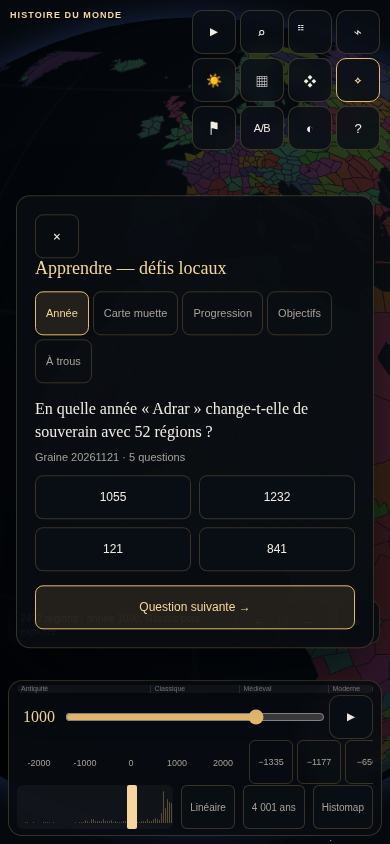 HISTOIRE DU MONDE
A/B
?
×
Apprendre — défis locaux
Année
Carte muette
Progression
Objectifs
À trous
En quelle année « Adrar » change-t-elle de
souverain avec 52 régions ?
Graine 20261121 · 5 questions
1055
1232
121
841
Question suivante →
Antiquité
Classique
Médiéval
Moderne
1000
-2000
-1000
0
1000
2000
−1335
−1177
Linéaire
4 001 ans
Histomap